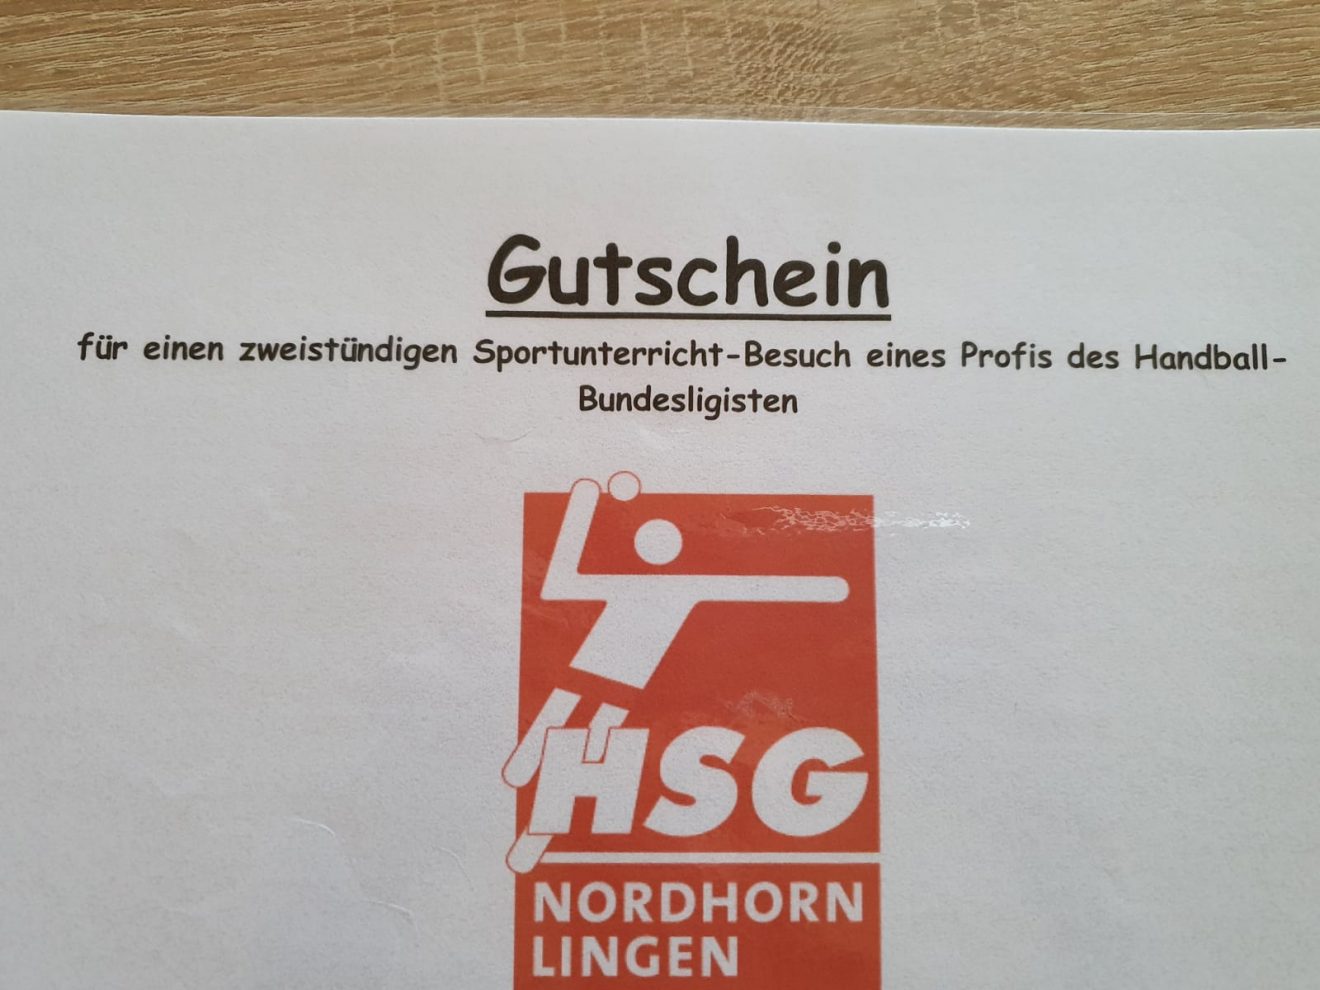 Gutschein
für einen zweistündigen Sportunterricht-Besuch eines Profis des Handball-
Bundesligisten
HSG
NORDHORN
LINGEN